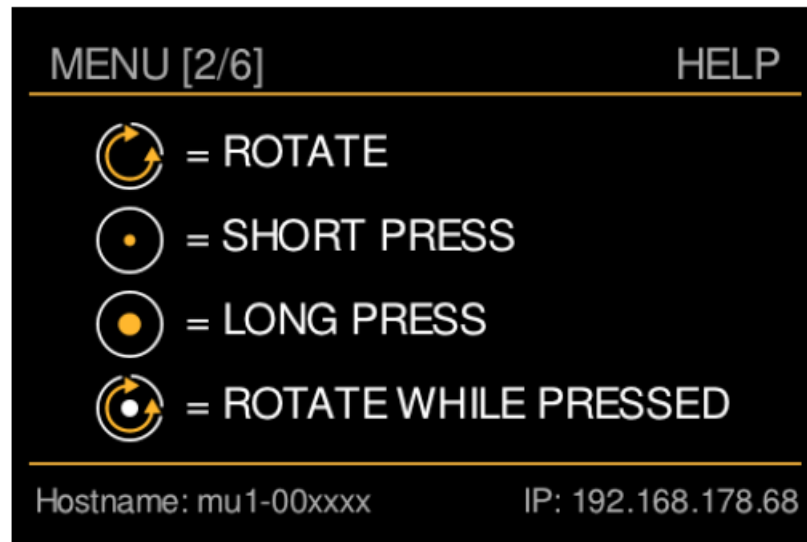 MENU [2/6] HELP
= ROTATE
= SHORT PRESS
= LONG PRESS
= ROTATE WHILE PRESSED
Hostname: mu1-00xxxx IP: 192.168.178.68